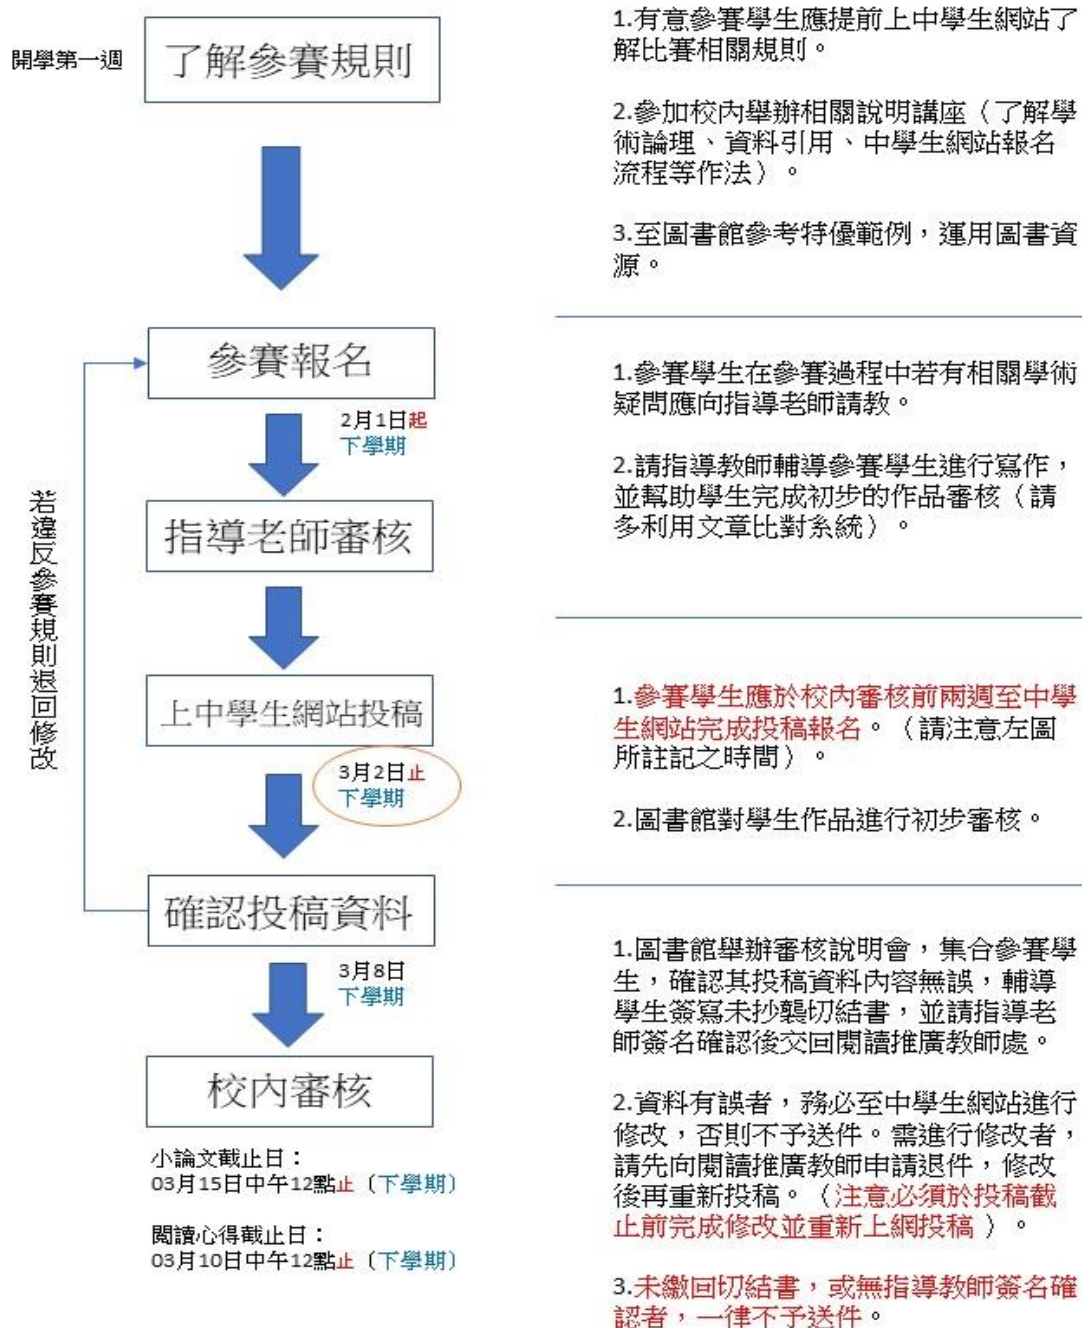 開學第一週
了解參賽規則
1.有意參賽學生應提前上中學生網站了
解比賽相關規則。
2.參加校內舉辦相關說明講座（了解學
術論理、資料引用、中學生網站報名
流程等作法）。
3.至圖書館參考特優範例，運用圖書資
源。
參賽報名
2月1日起
下學期
指導老師審核
1.參賽學生在參賽過程中若有相關學術
疑問應向指導老師請教。
2.請指導教師輔導參賽學生進行寫作，
並幫助學生完成初步的作品審核（請
多利用文章比對系統）。
若違反參賽規則退回修改
上中學生網站投稿
3月2日止
下學期
1.參賽學生應於校內審核前兩週至中學
生網站完成投稿報名。（請注意左圖
所註記之時間）。
2.圖書館對學生作品進行初步審核。
確認投稿資料
3月8日
下學期
校內審核
小論文截止日：
03月15日中午12點止（下學期）
閱讀心得截止日：
03月10日中午12點止（下學期）
1.圖書館舉辦審核說明會，集合參賽學
生，確認其投稿資料內容無誤，輔導
學生簽寫未抄襲切結書，並請指導老
師簽名確認後交回閱讀推廣教師處。
2.資料有誤者，務必至中學生網站進行
修改，否則不予送件。需進行修改者，
請先向閱讀推廣教師申請退件，修改
後再重新投稿。（注意必須於投稿截
止前完成修改並重新上網投稿）。
3.未繳回切結書，或無指導教師簽名確
認者，一律不予送件。